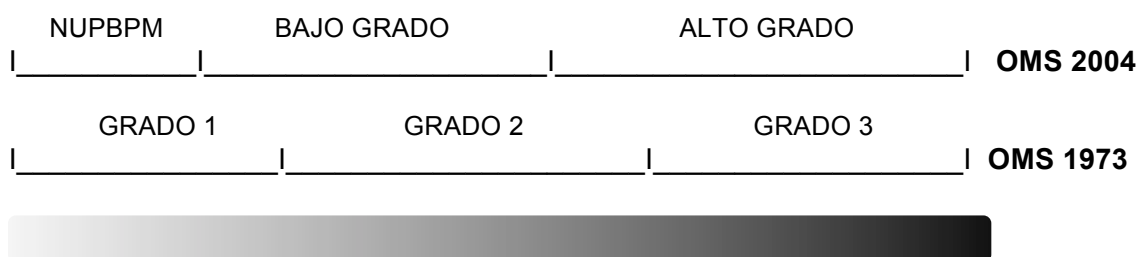 NUPBPM BAJO GRADO ALTO GRADO
OMS 2004
GRADO 1 GRADO 2 GRADO 3
OMS 1973